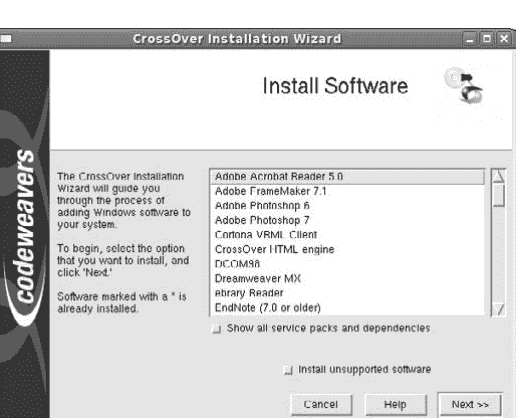 CrossOver Installation Wizard
Install Software
codeweavers
The CrossOver Installation
Wizard will guide you
through the process of
adding Windows software to
your system.
To begin, select the option
that you want to install, and
click 'Next.'
Software marked with a * is
already installed.
Adobe Acrobat Reader 5.0
Adobe FrameMaker 7.1
Adobe Photoshop 6
Adobe Photoshop 7
Cortona VRML Client
CrossOver HTML engine
DCOM98
Dreamweaver MX
ebrary Reader
EndNote (7.0 or older)
Show all service packs and dependencies
Install unsupported software
Cancel
Help
Next >>